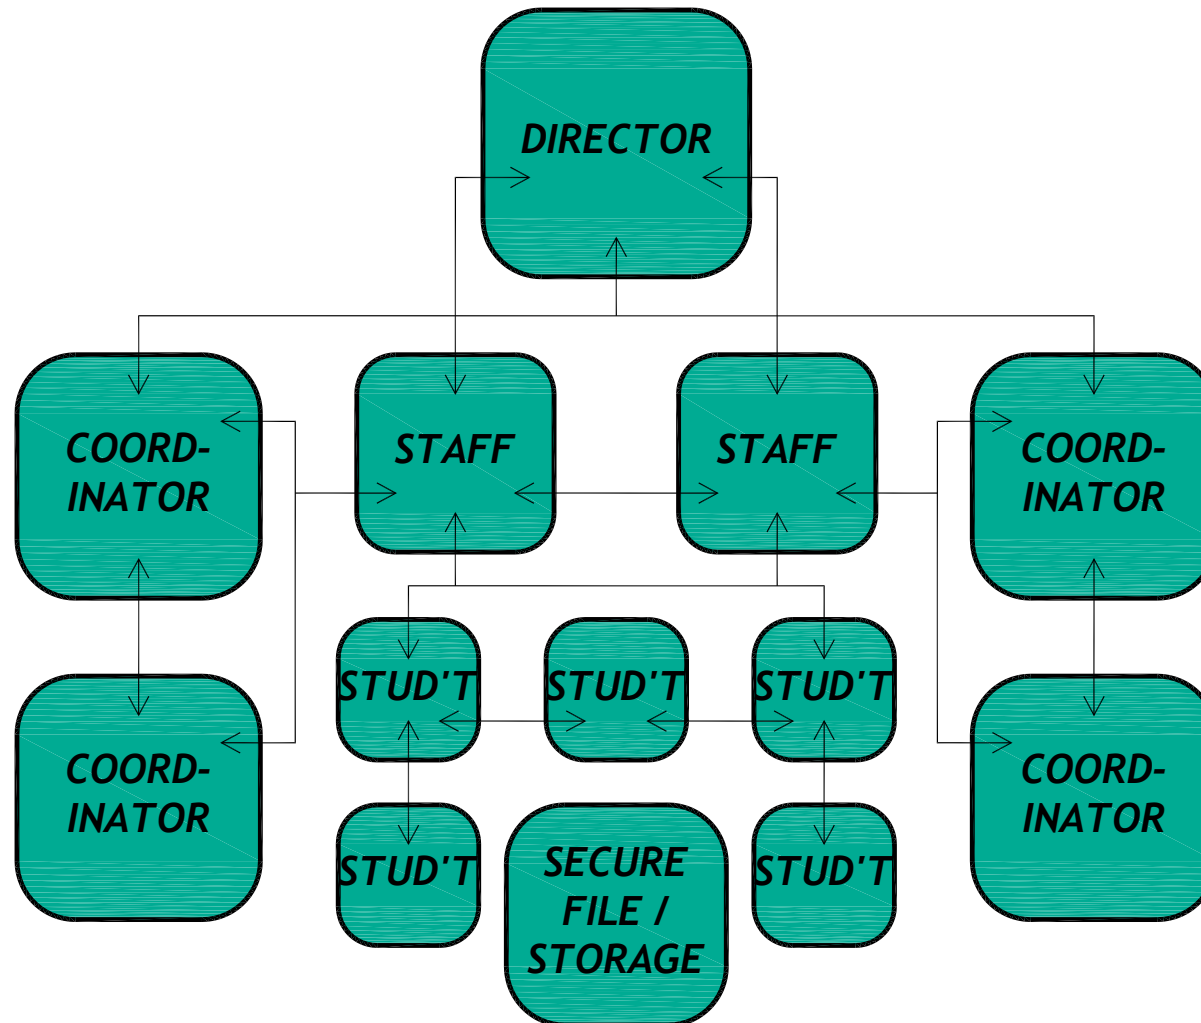 DIRECTOR
COORD-
INATOR
STAFF
STAFF
COORD-
INATOR
STUD'T
STUD'T
STUD'T
COORD-
INATOR
COORD-
INATOR
STUD'T
SECURE
FILE /
STORAGE
STUD'T